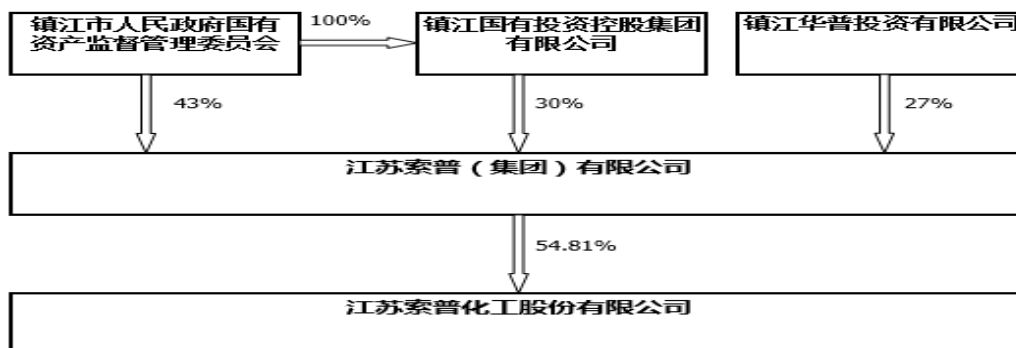 镇江市人民政府国有
资产监督管理委员会
100%
镇江国有投资控股集团
有限公司
镇江华普投资有限公司
43%
30%
27%
江苏索普（集团）有限公司
54.81%
江苏索普化工股份有限公司